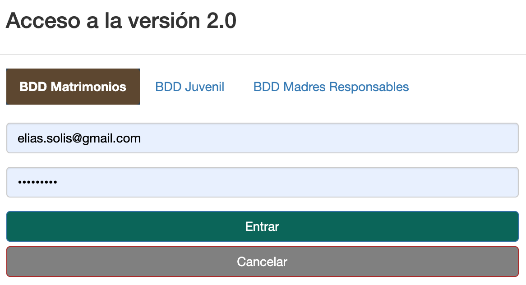 Acceso a la versión 2.0
BDD Matrimonios BDD Juvenil BDD Madres Responsables
elias.solis@gmail.com
•••••••••
Entrar
Cancelar